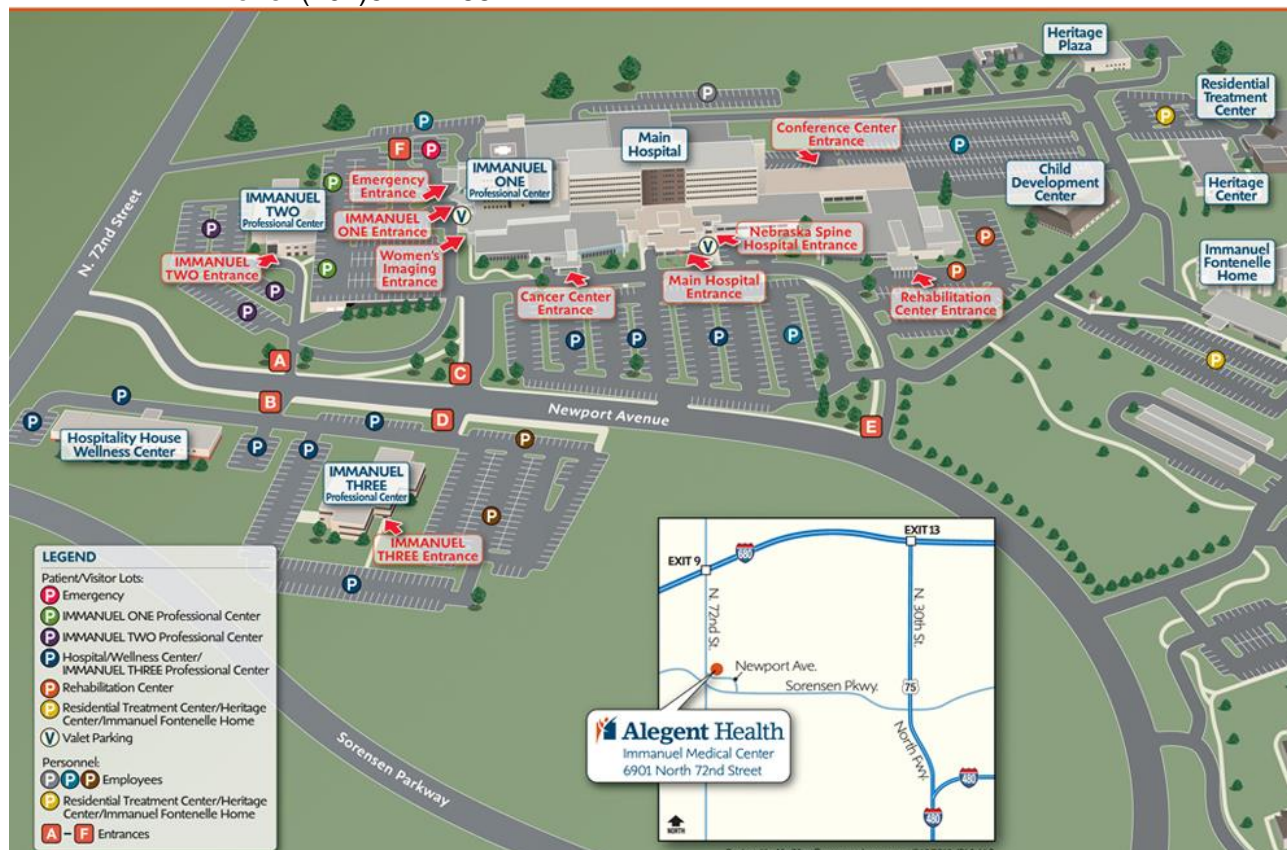 Heritage
Plaza
Residential
Treatment
Center
P
P
P
Main
Hospital
Conference Center
Entrance
P
F
P
IMMANUEL
ONE
Professional Center
Child
Development
Center
Heritage
Center
Emergency
Entrance
P
IMMANUEL
TWO
Professional Center
V
IMMANUEL
ONE Entrance
N. 72nd Street
P
Women's
Imaging
Entrance
V
Nebraska Spine
Hospital Entrance
P
Immanuel
Fontenelle
Home
IMMANUEL
TWO Entrance
P
P
P
Cancer Center
Entrance
Main Hospital
Entrance
P
Rehabilitation
Center Entrance
P
P
P
P
P
P
A
C
B
D
Newport Avenue
E
P
P
P
P
P
P
P
Hospitality House
Wellness Center
IMMANUEL
THREE
Professional Center
P
IMMANUEL
THREE Entrance
P
Sorensen Parkway
LEGEND
Patient/Visitor Lots:
P Emergency
P IMMANUEL ONE Professional Center
P IMMANUEL TWO Professional Center
P Hospital/Wellness Center/
IMMANUEL THREE Professional Center
P Rehabilitation Center
P Residential Treatment Center/Heritage
Center/Immanuel Fontenelle Home
V Valet Parking
Personnel:
P P P Employees
P Residential Treatment Center/Heritage
Center/Immanuel Fontenelle Home
A – F Entrances
EXIT 13
EXIT 9
680
N. 72nd St.
N. 30th St.
Newport Ave.
Sorensen Pkwy.
75
North Fwy.
480
480
NORTH
Alegent Health
Immanuel Medical Center
6901 North 72nd Street